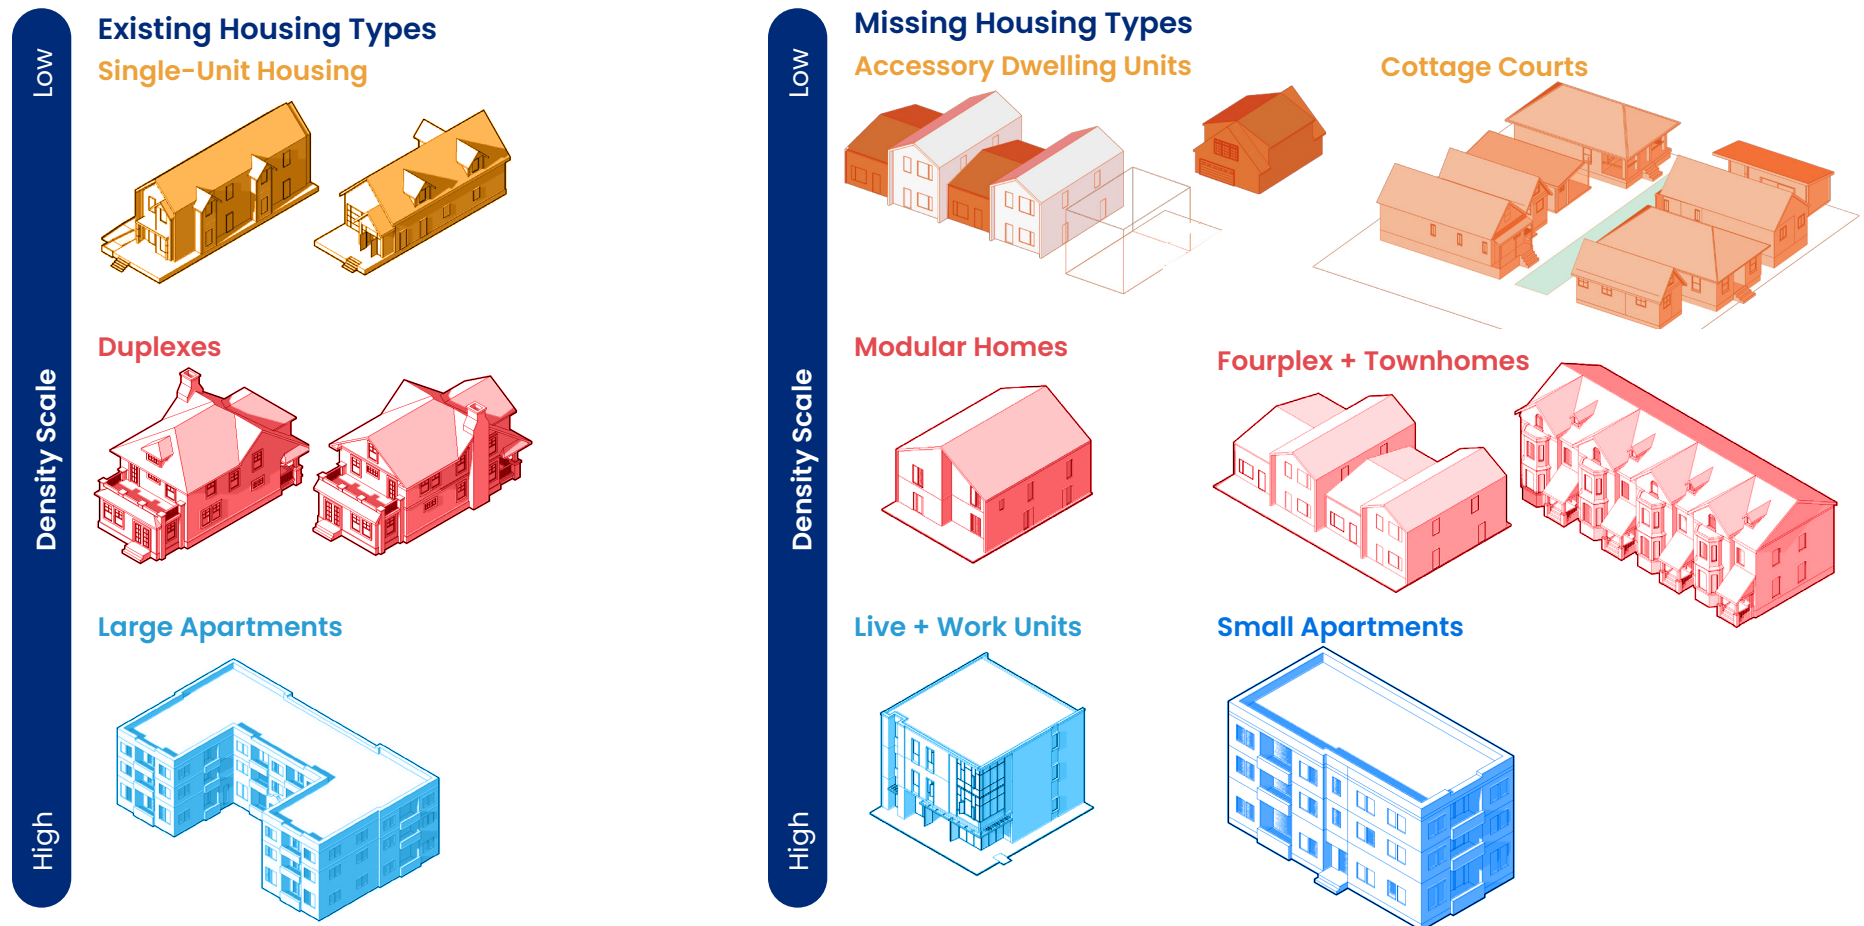 Existing Housing Types
Low
Single-Unit Housing
Duplexes
Density Scale
Large Apartments
High
Missing Housing Types
Low
Accessory Dwelling Units
Cottage Courts
Modular Homes
Fourplex + Townhomes
Density Scale
Live + Work Units
Small Apartments
High